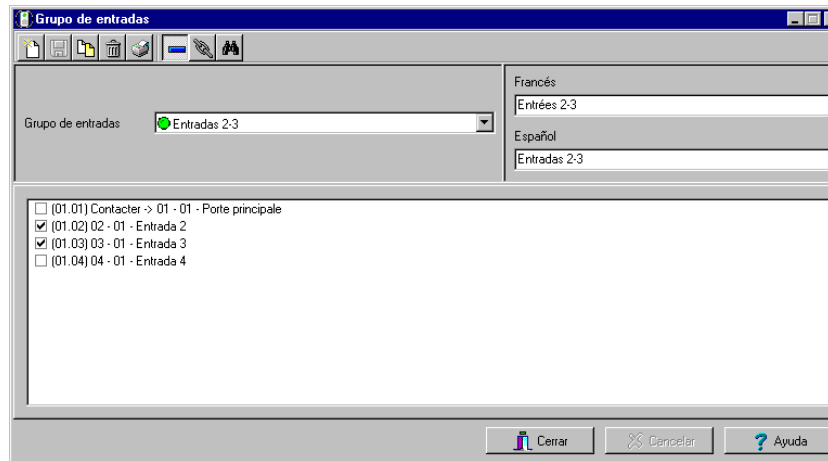 Grupo de entradas
Francés
Entrées 2-3
Grupo de entradas
Entradas 2-3
Español
Entradas 2-3
(01.01) Contacter -> 01 - 01 - Porte principale
(01.02) 02 - 01 - Entrada 2
(01.03) 03 - 01 - Entrada 3
(01.04) 04 - 01 - Entrada 4
Cerrar
Cancelar
Ayuda